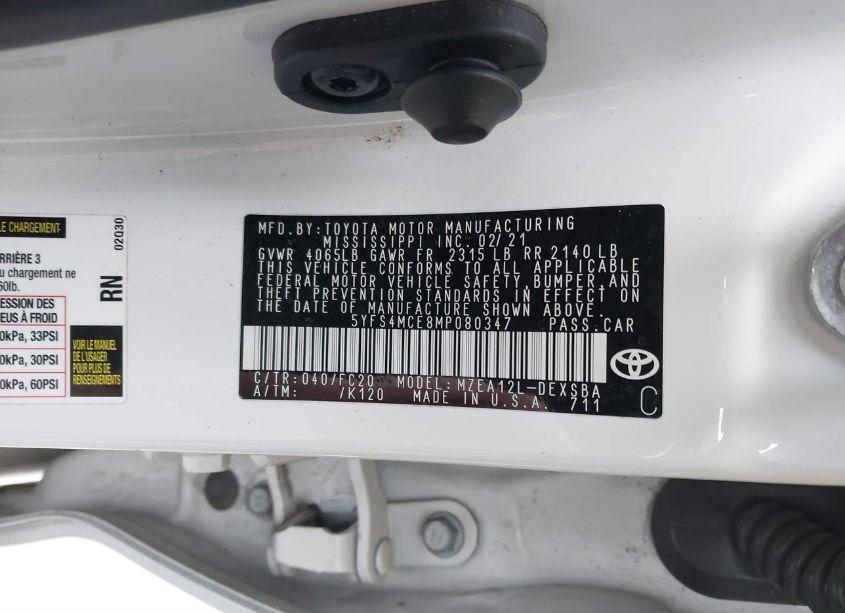 LE CHARGEMENT
RRIÈRE 3
u chargement ne
60lb.
ESSION DES
EUS À FROID
0kPa, 33PSI
0kPa, 30PSI
0kPa, 60PSI
VOIR LE MANUEL
DE L'USAGER
POUR PLUS DE
RENSEIGNEMENTS
RN
02Q30
MFD.BY:TOYOTA MOTOR MANUFACTURING
MISSISSIPPI INC. 02/21
GVWR 4065LB GAWR FR 2315 LB RR 2140 LB
THIS VEHICLE CONFORMS TO ALL APPLICABLE
FEDERAL MOTOR VEHICLE SAFETY,BUMPER,AND
THEFT PREVENTION STANDARDS IN EFFECT ON
THE DATE OF MANUFACTURE SHOWN ABOVE.
5YFS4MCE8MP080347 PASS.CAR
C/TR:040/FC20 MODEL:MZEA12L-DEXSBA
A/TM: /K120 MADE IN U.S.A. 711
C